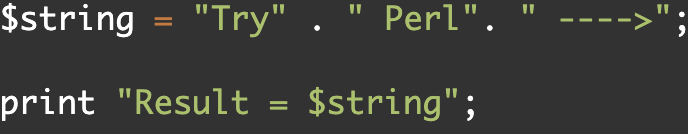 $string = "Try" . " Perl". " ---->";
print "Result = $string";